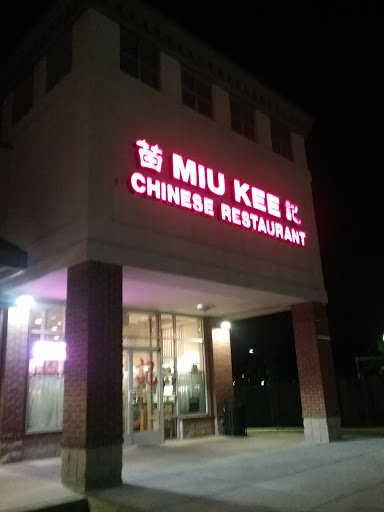 苗 MIU KEE 記
CHINESE RESTAURANT